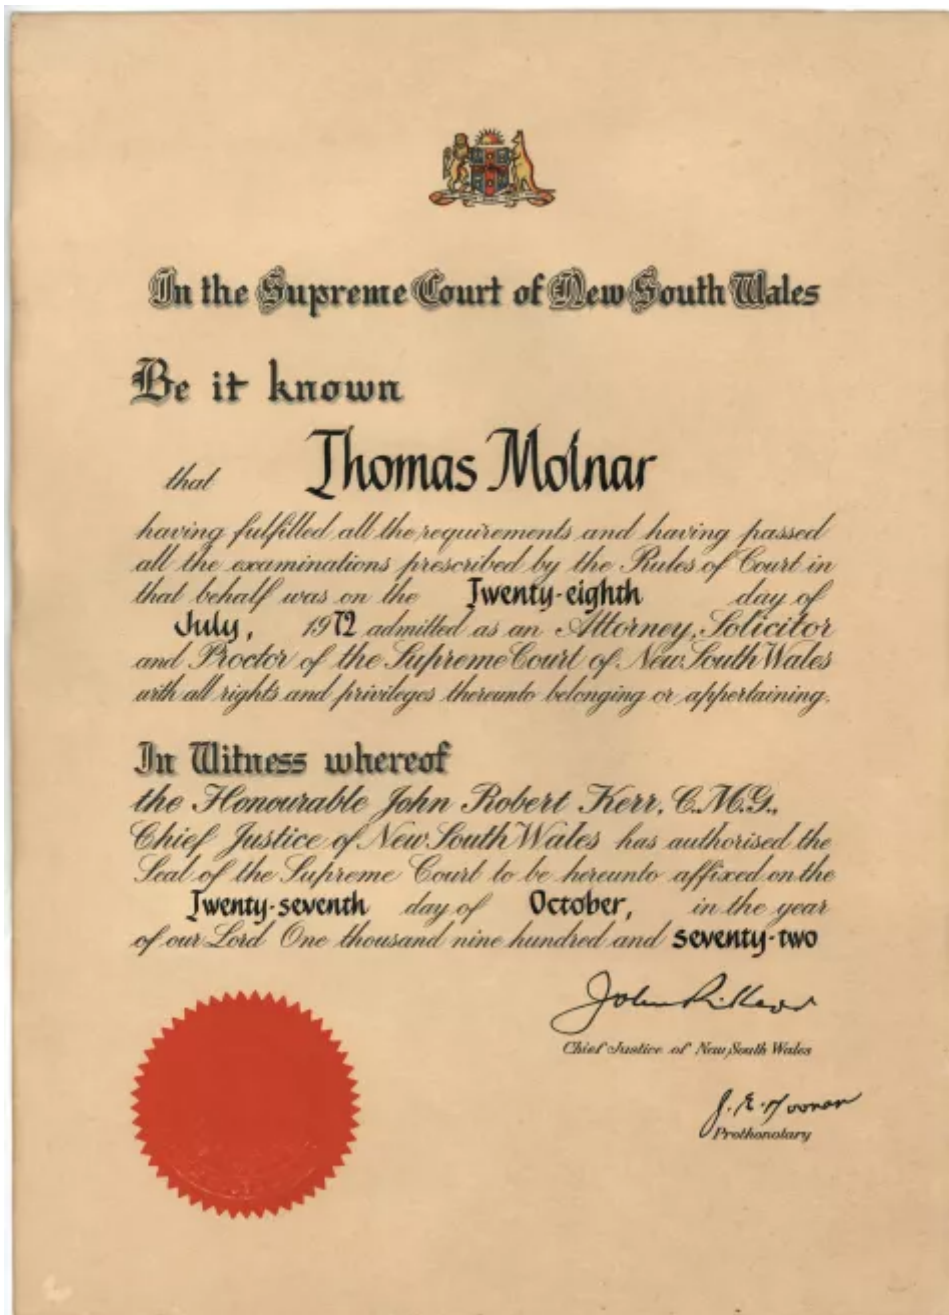 In the Supreme Court of New South Wales
Be it known
that Thomas Molnar
having fulfilled all the requirements and having passed
all the examinations prescribed by the Rules of Court in
that behalf was on the Twenty-eighth day of
July, 1972 admitted as an Attorney, Solicitor
and Proctor of the Supreme Court of New South Wales
with all rights and privileges thereunto belonging or appertaining.
In Witness whereof
the Honourable John Robert Kerr, C.M.G.,
Chief Justice of New South Wales has authorised the
Seal of the Supreme Court to be hereunto affixed on the
Twenty-seventh day of October, in the year
of our Lord One thousand nine hundred and seventy-two
Chief Justice of New South Wales
Prothonotary